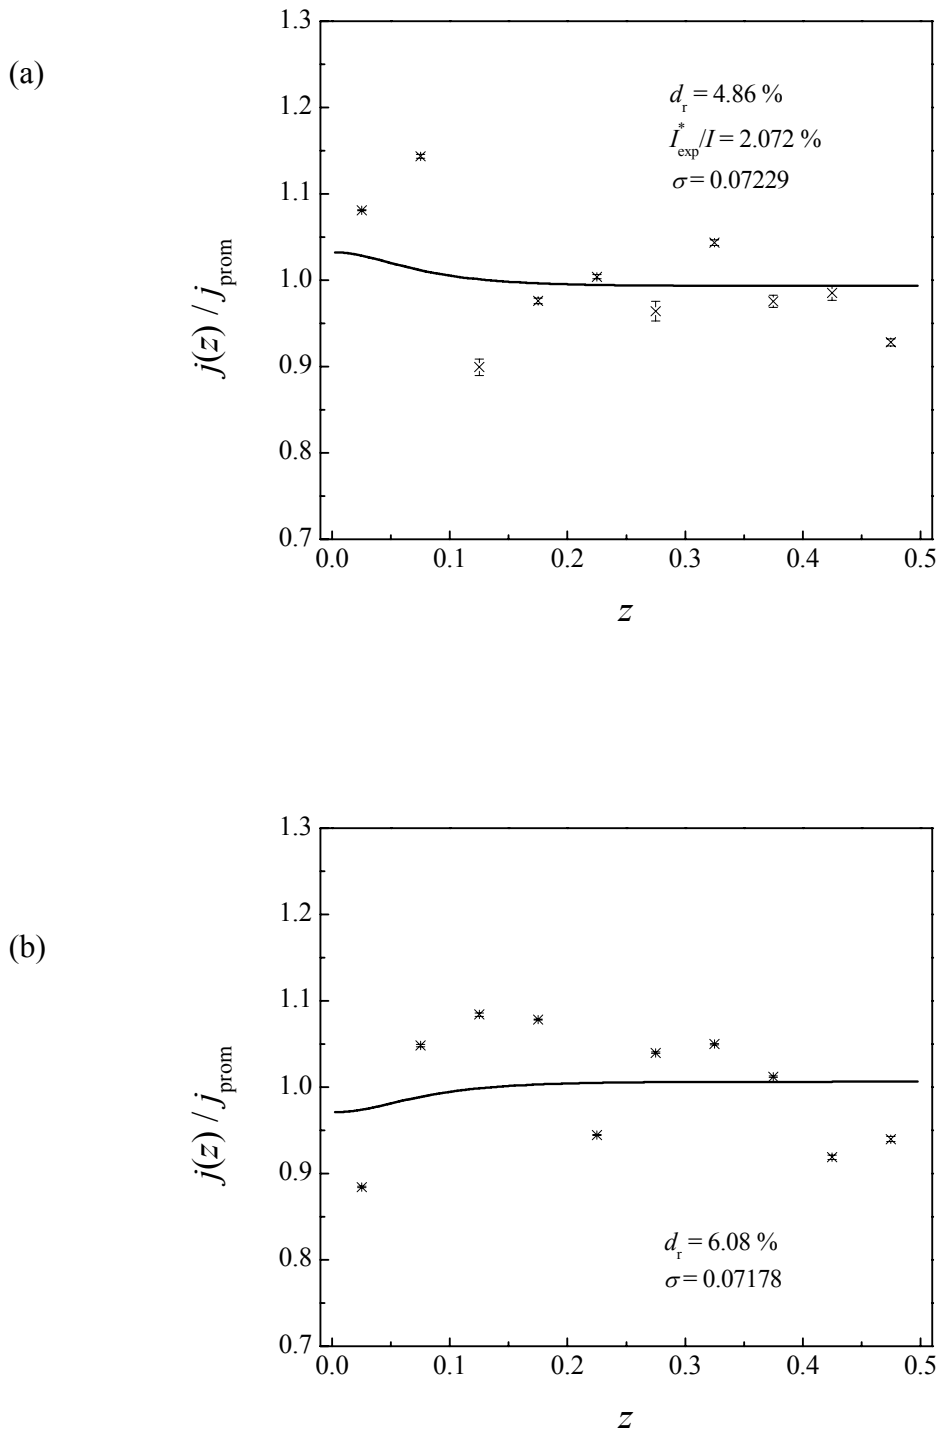 (a)
1.3
1.2
1.1
1.0
0.9
0.8
0.7
j(z) / j_prom
d_r = 4.86 %
I*_exp/I = 2.072 %
σ = 0.07229
0.0 0.1 0.2 0.3 0.4 0.5
z
(b)
1.3
1.2
1.1
1.0
0.9
0.8
0.7
j(z) / j_prom
d_r = 6.08 %
σ = 0.07178
0.0 0.1 0.2 0.3 0.4 0.5
z